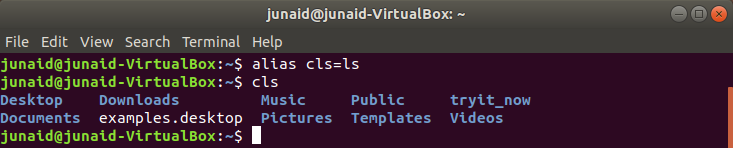 junaid@junaid-VirtualBox: ~
File Edit View Search Terminal Help
junaid@junaid-VirtualBox:~$ alias cls=ls
junaid@junaid-VirtualBox:~$ cls
Desktop Downloads Music Public tryit_now
Documents examples.desktop Pictures Templates Videos
junaid@junaid-VirtualBox:~$